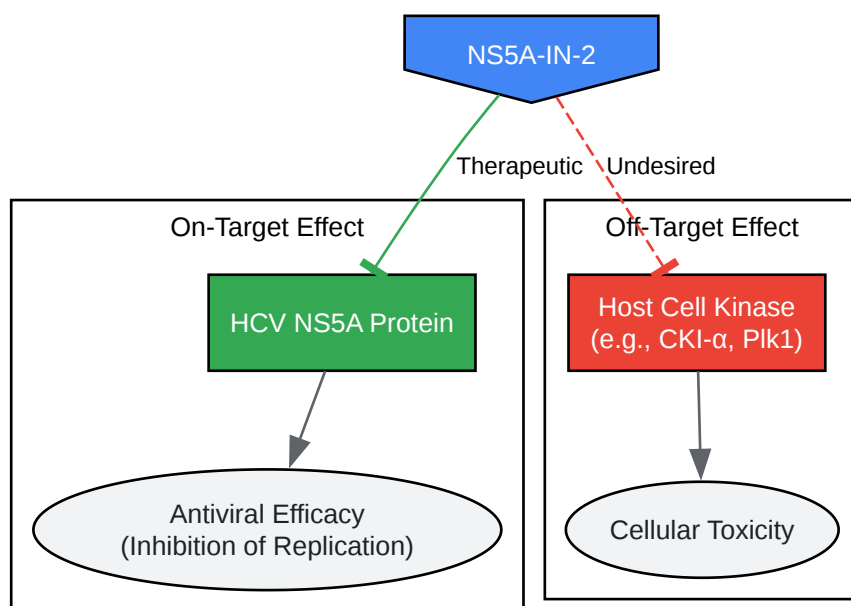 NS5A-IN-2
Therapeutic
Undesired
On-Target Effect
Off-Target Effect
HCV NS5A Protein
Host Cell Kinase
(e.g., CKI-α, Plk1)
Antiviral Efficacy
(Inhibition of Replication)
Cellular Toxicity